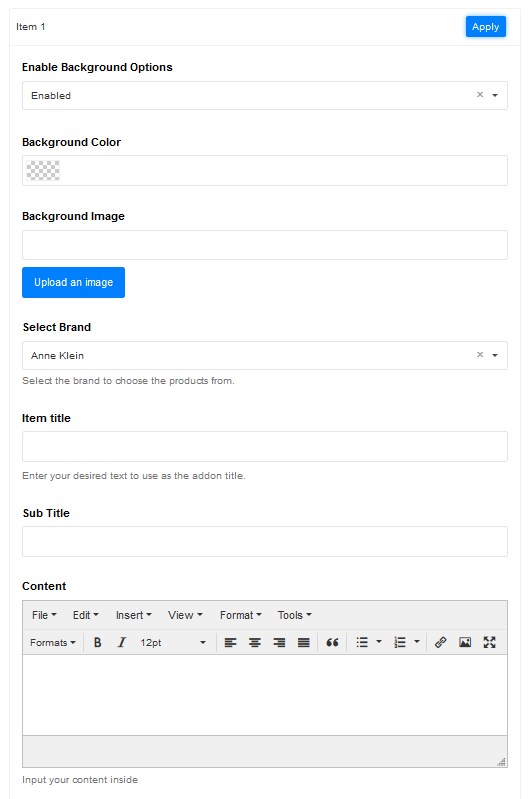 Item 1 Apply
Enable Background Options
Enabled
Background Color
Background Image
Upload an image
Select Brand
Anne Klein
Select the brand to choose the products from.
Item title
Enter your desired text to use as the addon title.
Sub Title
Content
File Edit Insert View Format Tools
Formats B I 12pt
Input your content inside